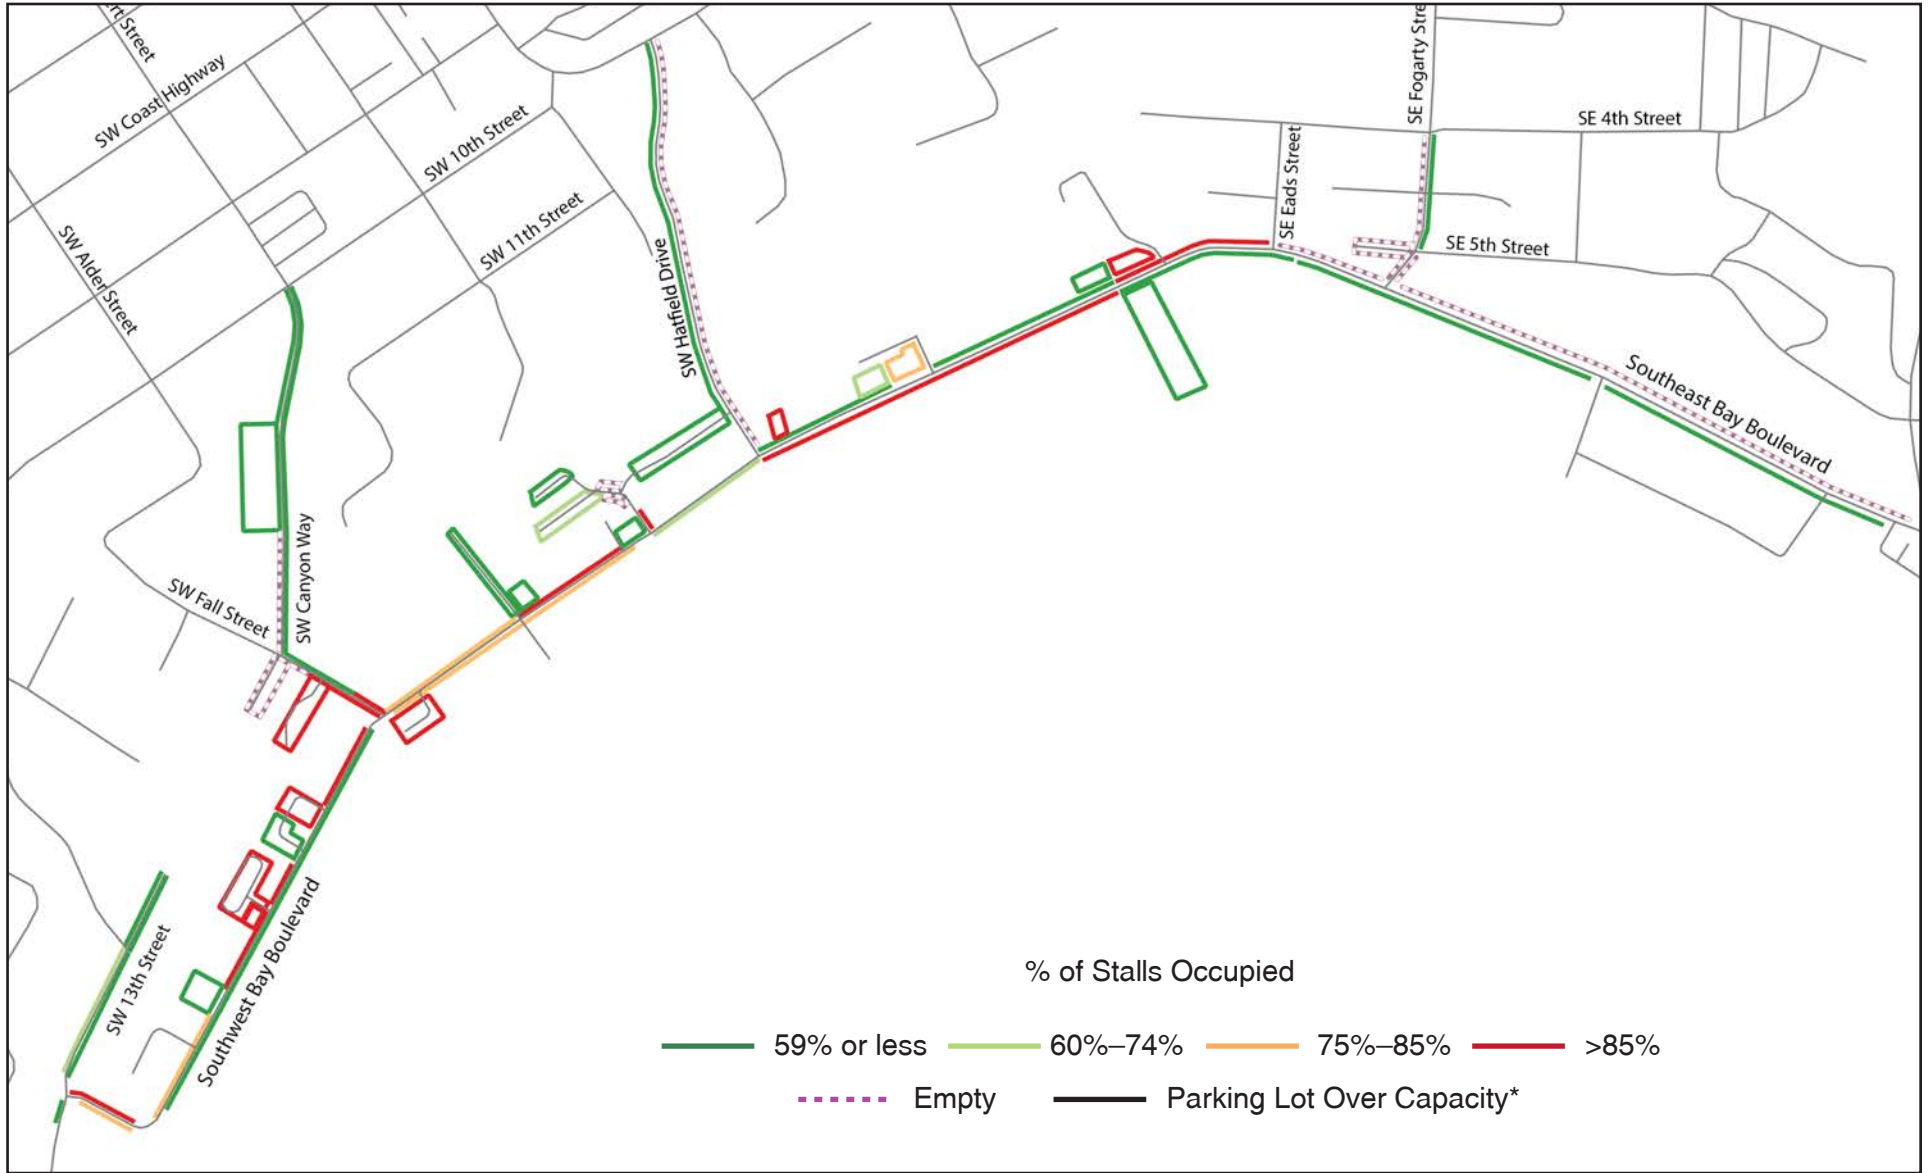 SW Coast Highway
SW 10th Street
SW 11th Street
SW Alder Street
SW Hatfield Drive
SE Fogarty Stre
SE 4th Street
SE Eads Street
SE 5th Street
Southeast Bay Boulevard
SW Canyon Way
SW Fall Street
SW 13th Street
Southwest Bay Boulevard
% of Stalls Occupied
59% or less 60%–74% 75%–85% >85%
Empty Parking Lot Over Capacity*